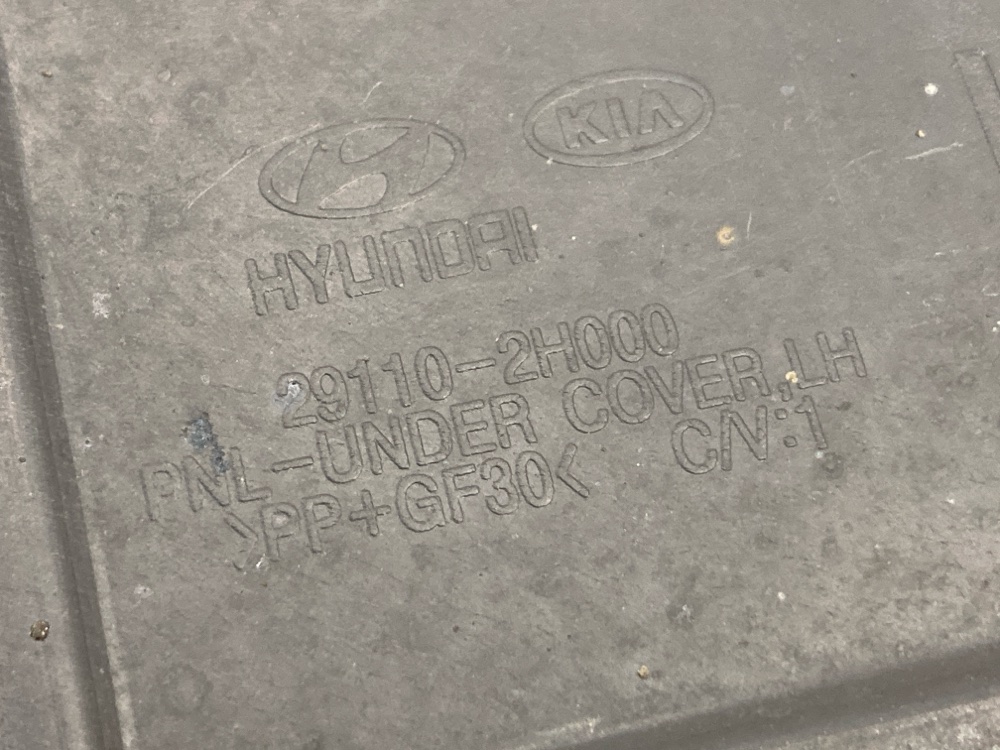 KIA
HYUNDAI
29110-2H000
PNL-UNDER COVER,LH
>PP+GF30< C/V:1